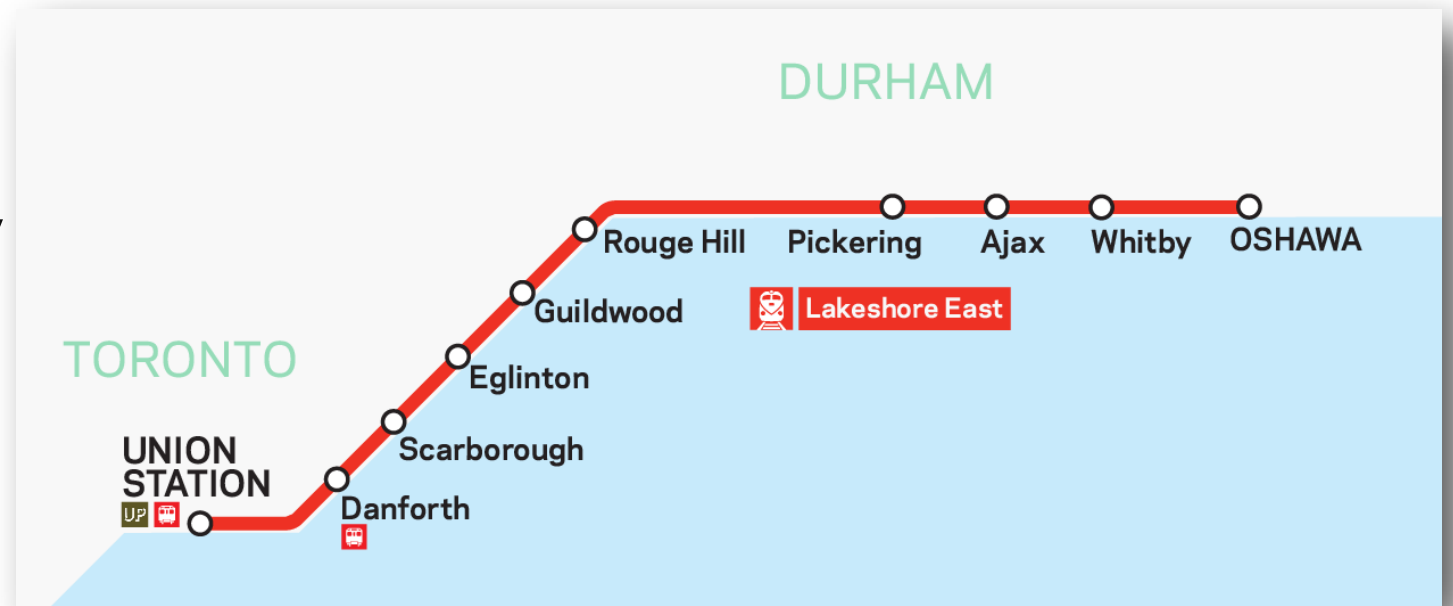 DURHAM
Rouge Hill
Pickering
Ajax
Whitby
OSHAWA
Guildwood
Lakeshore East
TORONTO
Eglinton
UNION
STATION
Scarborough
UP
Danforth